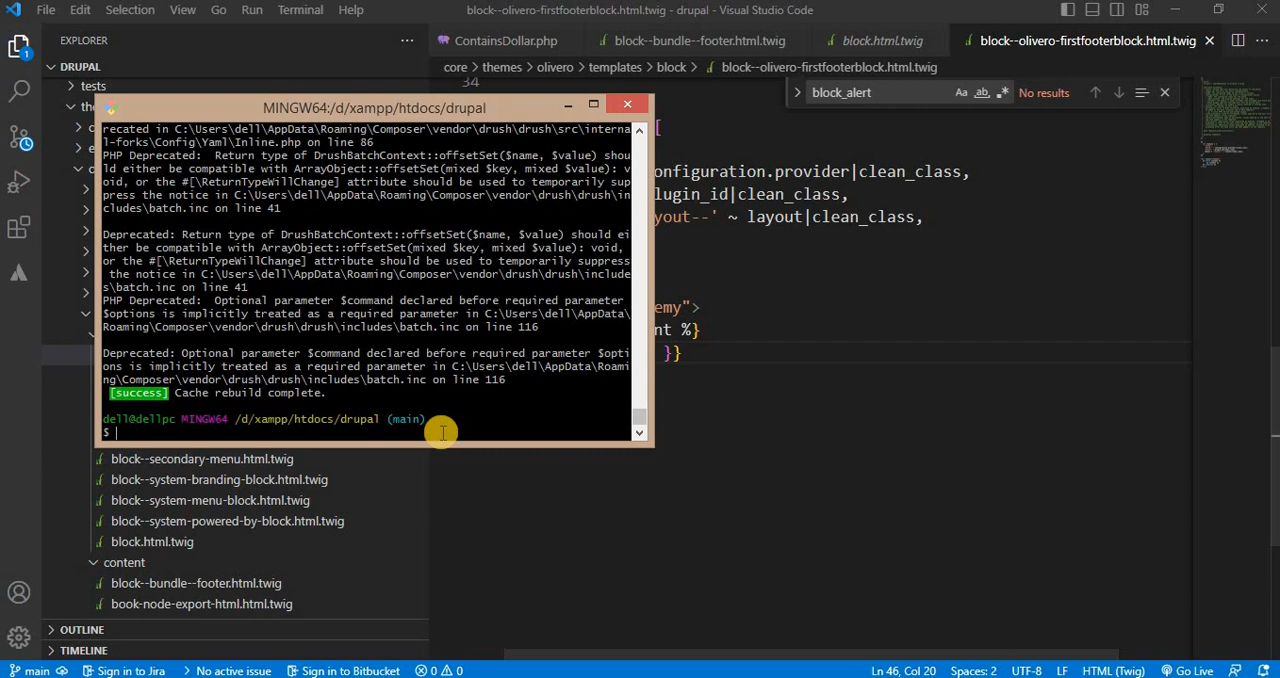 File Edit Selection View Go Run Terminal Help block--olivero-firstfooterblock.html.twig - drupal - Visual Studio Code
EXPLORER
ContainsDollar.php block--bundle--footer.html.twig block.html.twig block--olivero-firstfooterblock.html.twig
DRUPAL
core > themes > olivero > templates > block > block--olivero-firstfooterblock.html.twig
tests
block_alert Aa ab No results
34
MINGW64:/d/xampp/htdocs/drupal
recated in C:\Users\dell\AppData\Roaming\Composer\vendor\drush\drush\src\interna
l-forks\Config\Yaml\Inline.php on line 86
PHP Deprecated:  Return type of DrushBatchContext::offsetSet($name, $value) shou
ld either be compatible with ArrayObject::offsetSet(mixed $key, mixed $value): v
oid, or the #[\ReturnTypeWillChange] attribute should be used to temporarily sup
press the notice in C:\Users\dell\AppData\Roaming\Composer\vendor\drush\drush\in
cludes\batch.inc on line 41
Deprecated: Return type of DrushBatchContext::offsetSet($name, $value) should ei
ther be compatible with ArrayObject::offsetSet(mixed $key, mixed $value): void,
or the #[\ReturnTypeWillChange] attribute should be used to temporarily suppress
the notice in C:\Users\dell\AppData\Roaming\Composer\vendor\drush\drush\include
s\batch.inc on line 41
PHP Deprecated:  Optional parameter $command declared before required parameter
$options is implicitly treated as a required parameter in C:\Users\dell\AppData\
Roaming\Composer\vendor\drush\drush\includes\batch.inc on line 116
Deprecated: Optional parameter $command declared before required parameter $opti
ons is implicitly treated as a required parameter in C:\Users\dell\AppData\Roami
ng\Composer\vendor\drush\drush\includes\batch.inc on line 116
[success] Cache rebuild complete.
dell@dellpc MINGW64 /d/xampp/htdocs/drupal (main)
$
[
onfiguration.provider|clean_class,
lugin_id|clean_class,
yout--' ~ layout|clean_class,
emy">
nt %}
}}
block--secondary-menu.html.twig
block--system-branding-block.html.twig
block--system-menu-block.html.twig
block--system-powered-by-block.html.twig
block.html.twig
content
block--bundle--footer.html.twig
book-node-export-html.html.twig
OUTLINE
TIMELINE
main Sign in to Jira No active issue Sign in to Bitbucket 0 0 Ln 46, Col 20 Spaces: 2 UTF-8 LF HTML (Twig) Go Live